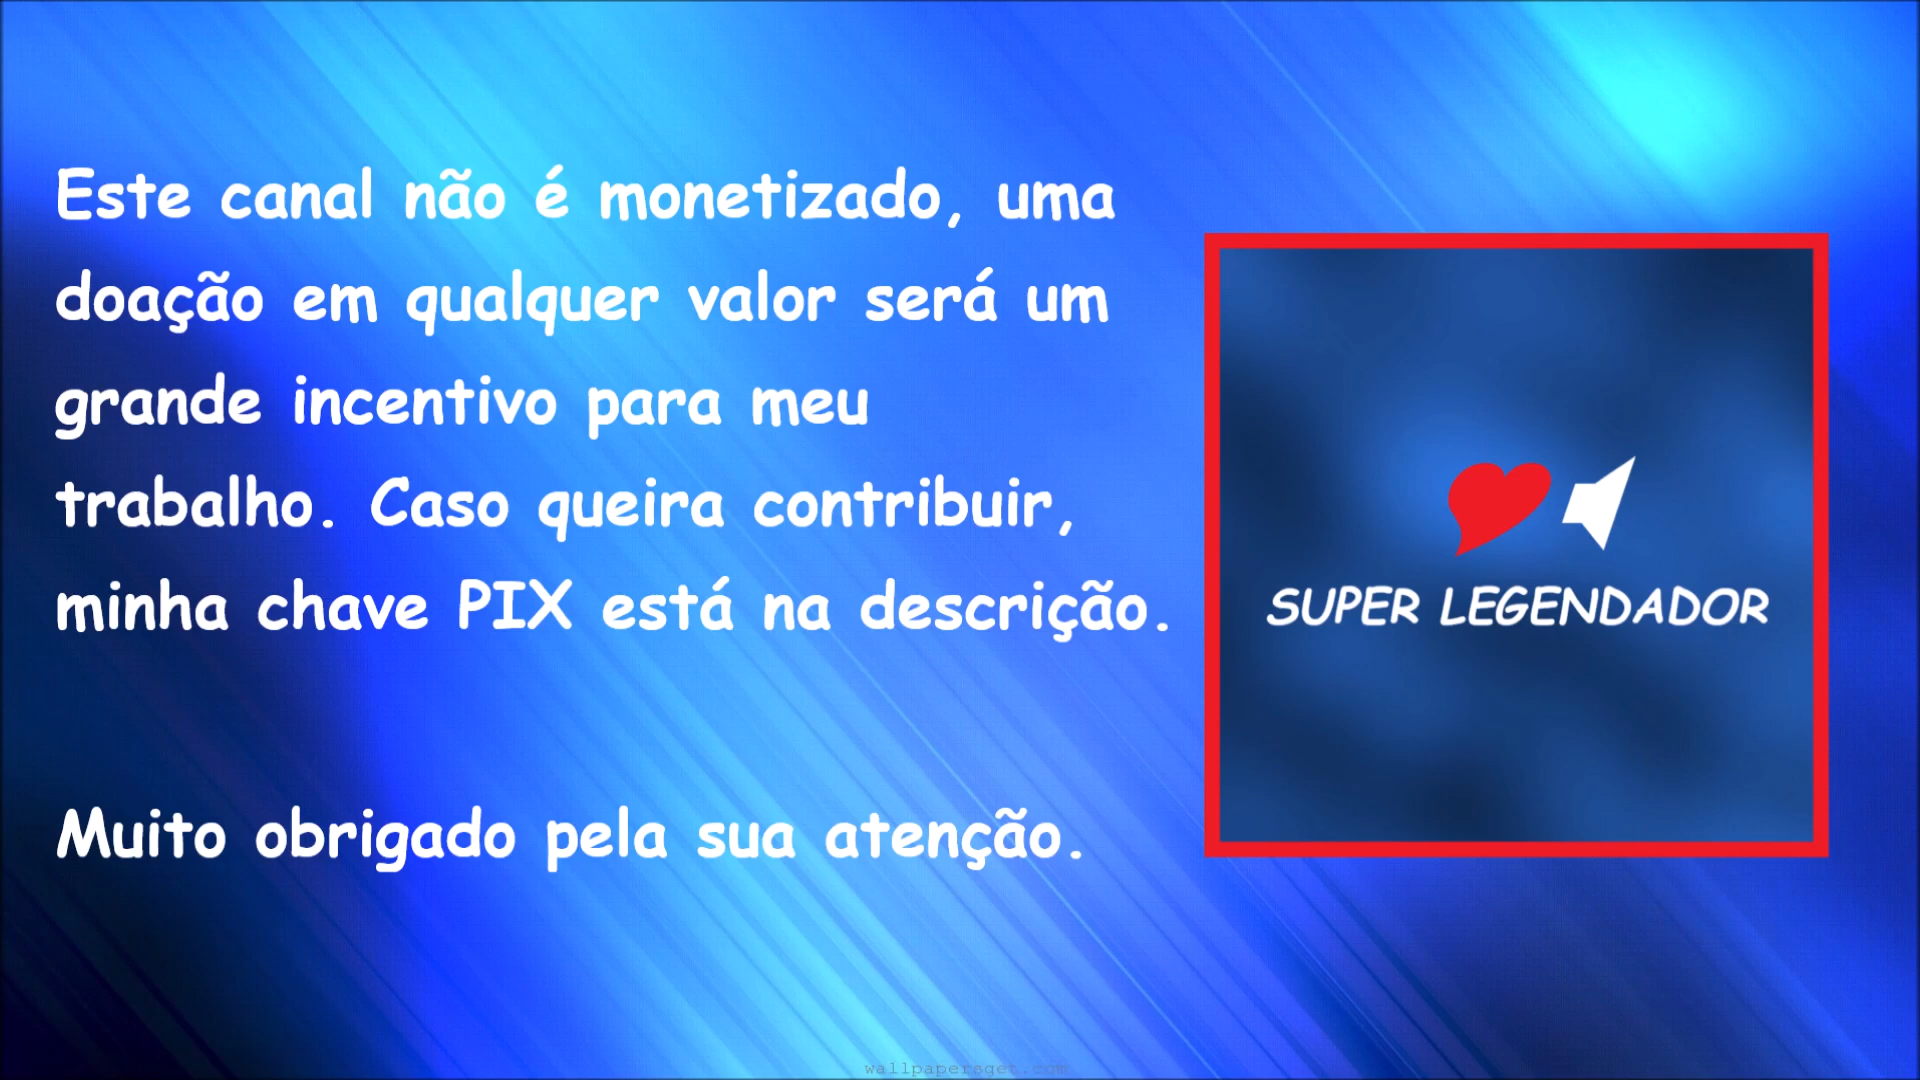 Este canal não é monetizado, uma
doação em qualquer valor será um
grande incentivo para meu
trabalho. Caso queira contribuir,
minha chave PIX está na descrição.
Muito obrigado pela sua atenção.
SUPER LEGENDADOR
wallpapersget.com